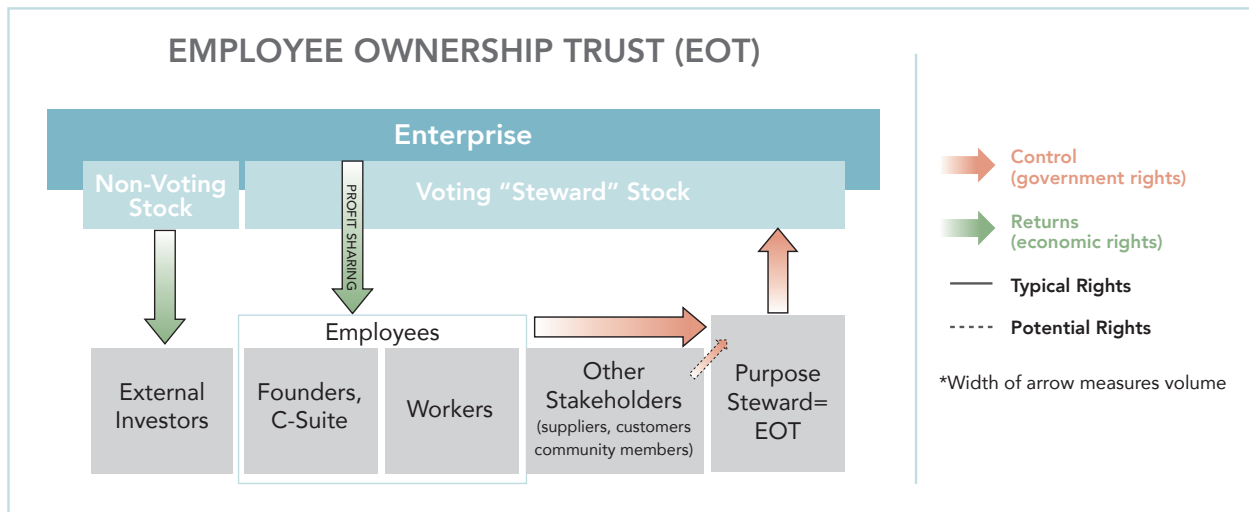 EMPLOYEE OWNERSHIP TRUST (EOT)
Enterprise
Non-Voting
Stock
Voting “Steward” Stock
PROFIT SHARING
Employees
External
Investors
Founders,
C-Suite
Workers
Other
Stakeholders
(suppliers, customers
community members)
Purpose
Steward=
EOT
Control
(government rights)
Returns
(economic rights)
Typical Rights
Potential Rights
*Width of arrow measures volume